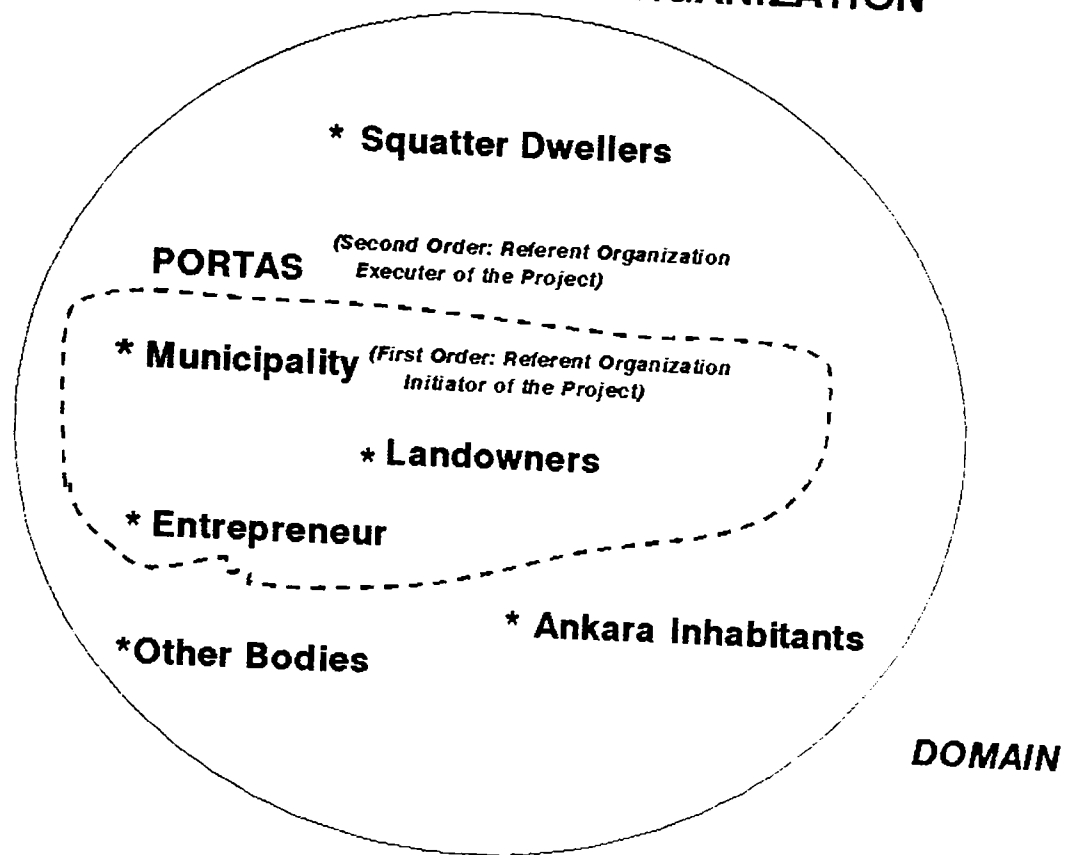 * Squatter Dwellers
PORTAS (Second Order: Referent Organization
Executer of the Project)
* Municipality (First Order: Referent Organization
Initiator of the Project)
* Landowners
* Entrepreneur
* Ankara Inhabitants
*Other Bodies
DOMAIN